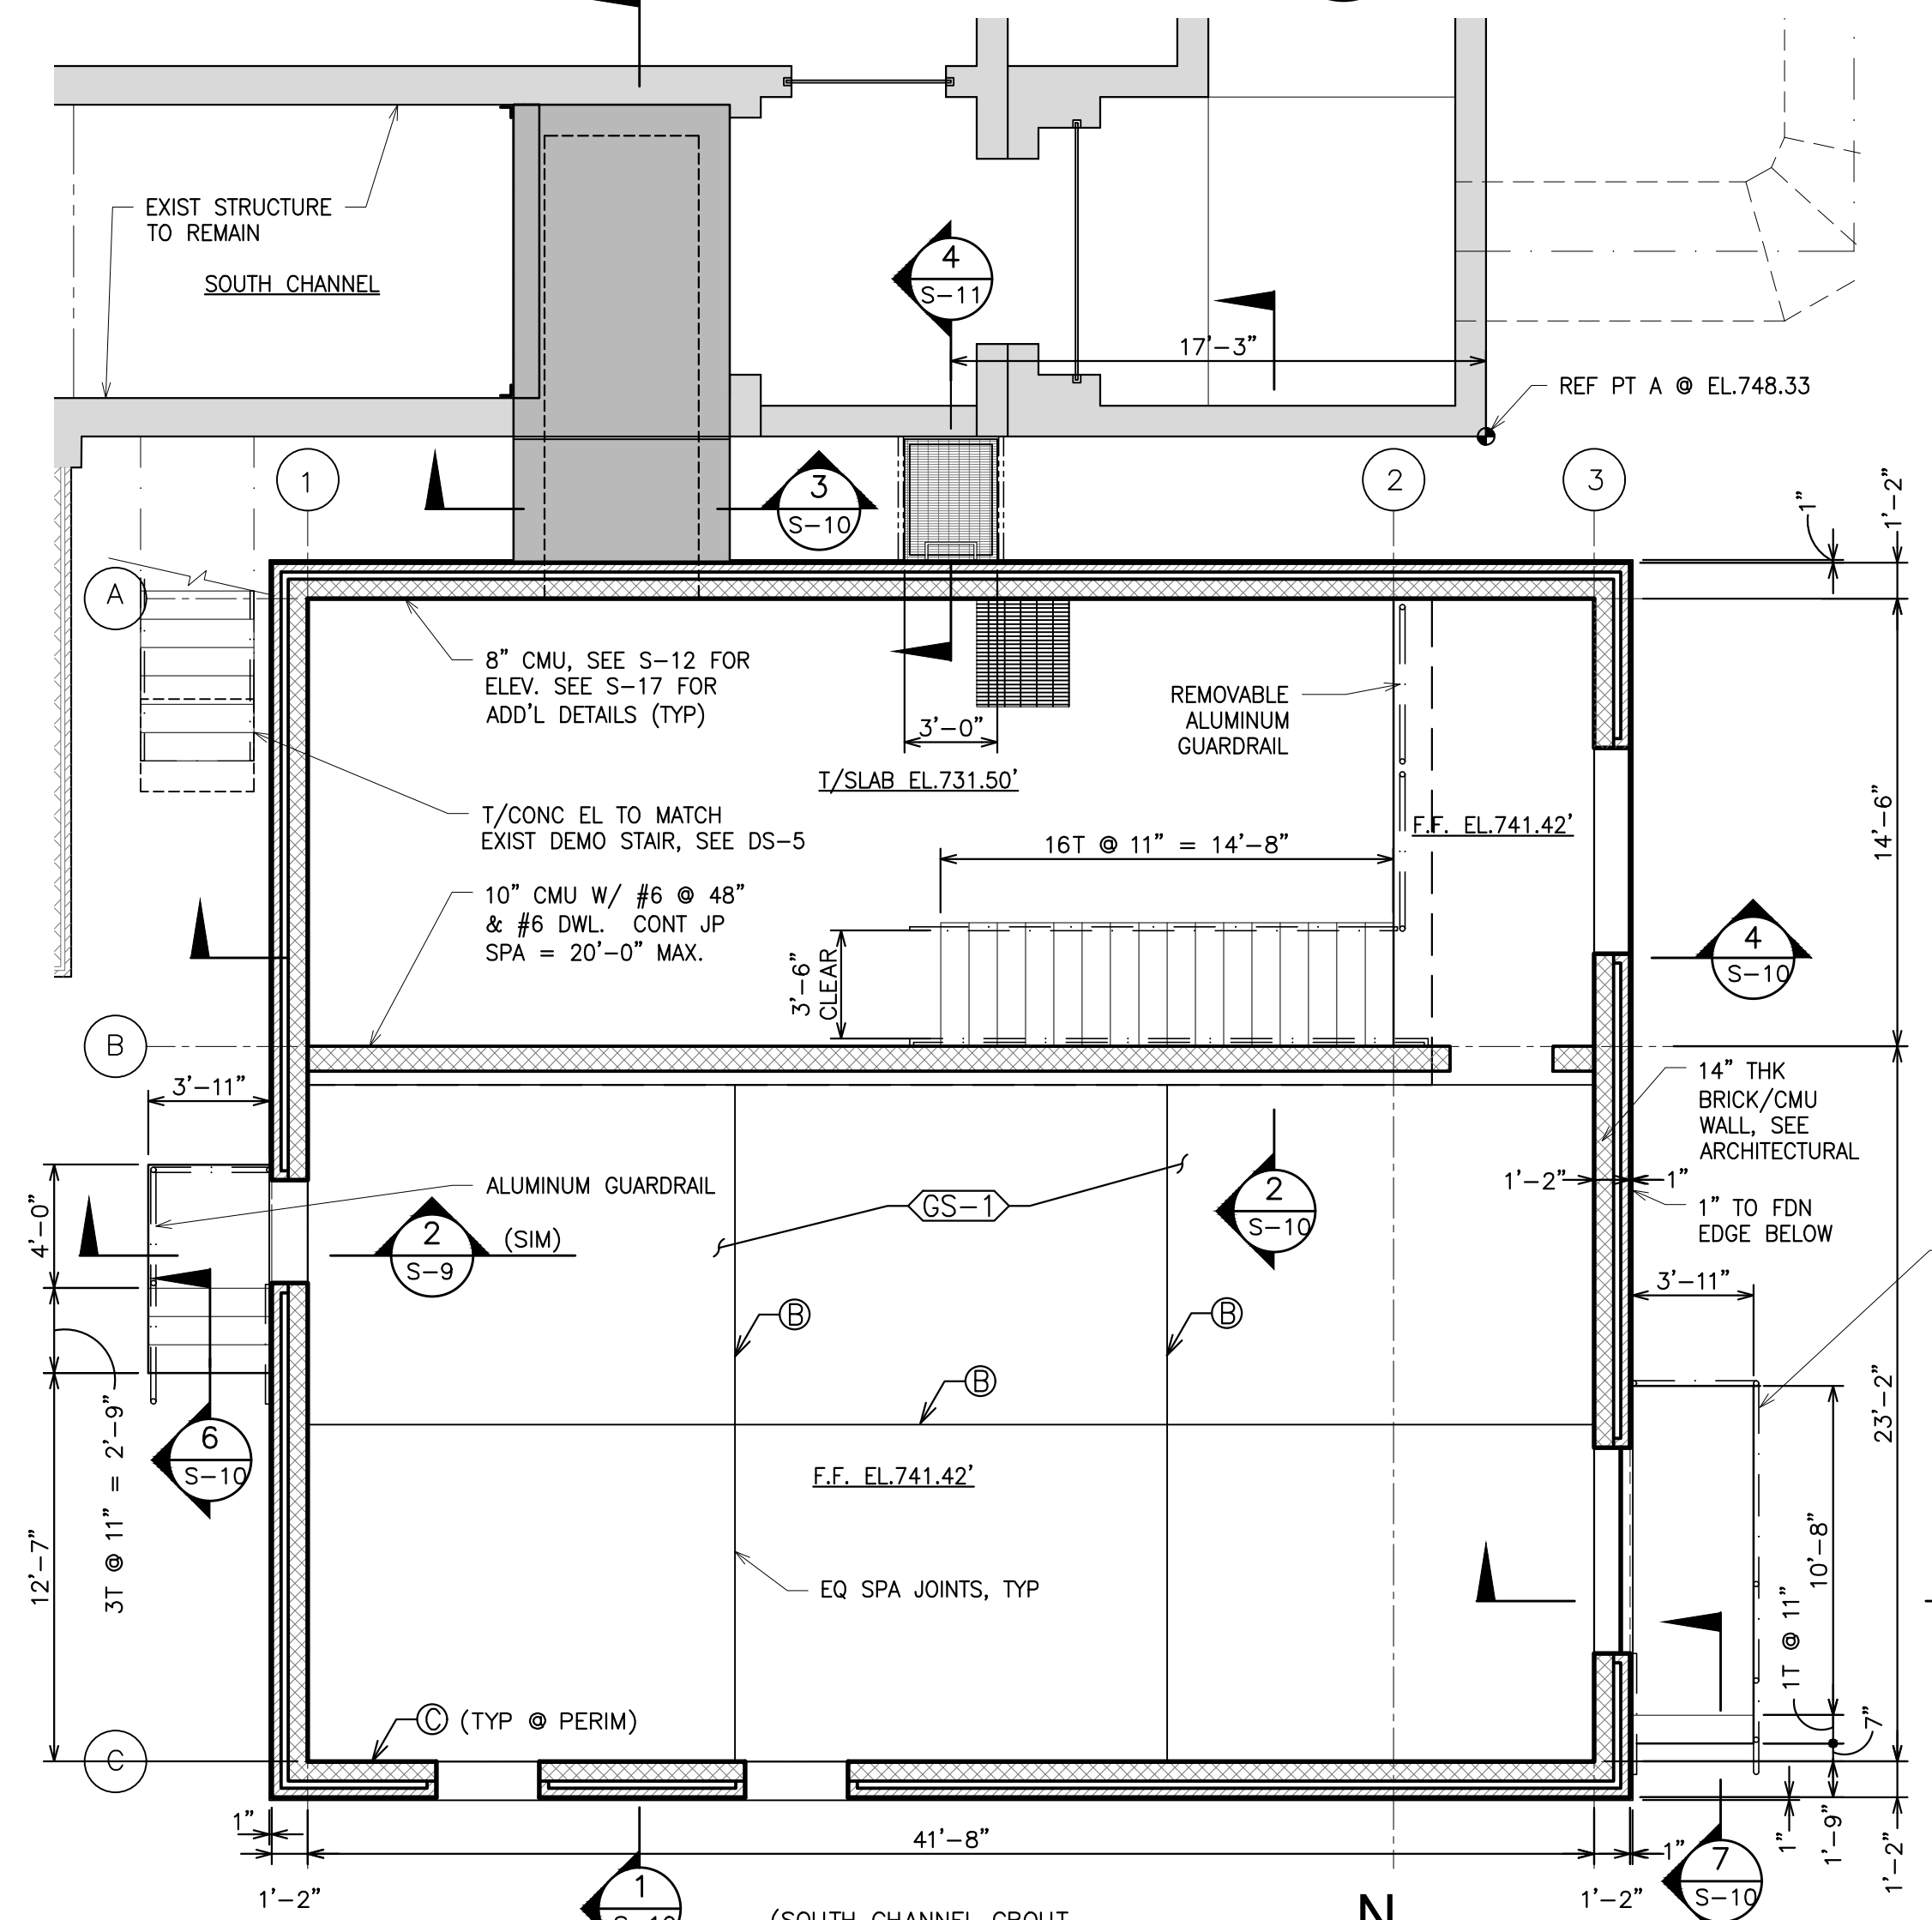 EXIST STRUCTURE
TO REMAIN
SOUTH CHANNEL
4
S-11
17'-3"
REF PT A @ EL.748.33
1
3
S-10
2
3
1"
1'-2"
A
8" CMU, SEE S-12 FOR
ELEV. SEE S-17 FOR
ADD'L DETAILS (TYP)
3'-0"
REMOVABLE
ALUMINUM
GUARDRAIL
T/SLAB EL.731.50'
F.F. EL.741.42'
14'-6"
T/CONC EL TO MATCH
EXIST DEMO STAIR, SEE DS-5
16T @ 11" = 14'-8"
10" CMU W/ #6 @ 48"
& #6 DWL. CONT JP
SPA = 20'-0" MAX.
3'-6"
CLEAR
4
S-10
B
3'-11"
14" THK
BRICK/CMU
WALL, SEE
ARCHITECTURAL
1'-2"
1"
1" TO FDN
EDGE BELOW
ALUMINUM GUARDRAIL
GS-1
2
S-10
4'-0"
2
S-9
(SIM)
3'-11"
B
B
B
3T @ 11" = 2'-9"
6
S-10
23'-2"
F.F. EL.741.42'
12'-7"
10'-8"
EQ SPA JOINTS, TYP
1T @ 11"
7"
C
C (TYP @ PERIM)
1"
41'-8"
1"
1"
1'-9"
1'-2"
1'-2"
1'-2"
7
S-10
1
S-10
(SOUTH CHANNEL GROUT
N